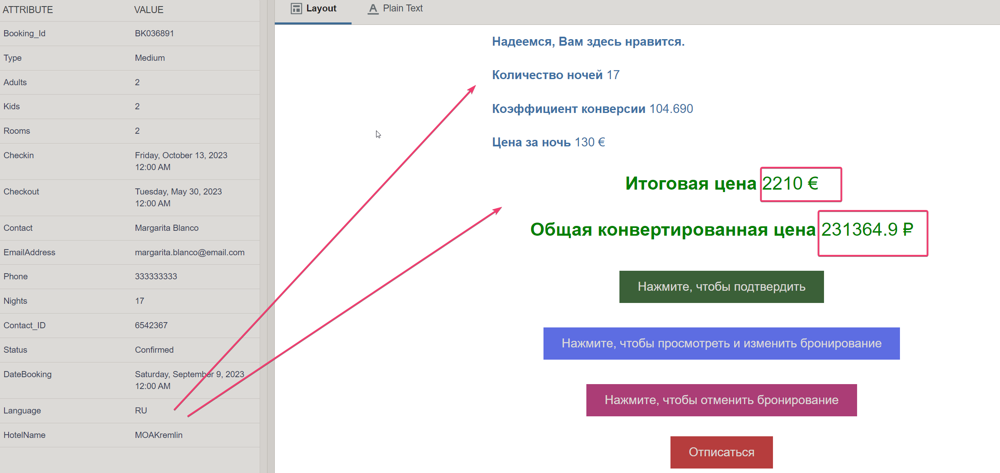 ATTRIBUTE VALUE
Booking_Id BK036891
Type Medium
Adults 2
Kids 2
Rooms 2
Checkin Friday, October 13, 2023
12:00 AM
Checkout Tuesday, May 30, 2023
12:00 AM
Contact Margarita Blanco
EmailAddress margarita.blanco@email.com
Phone 333333333
Nights 17
Contact_ID 6542367
Status Confirmed
DateBooking Saturday, September 9, 2023
12:00 AM
Language RU
HotelName MOAKremlin
Layout Plain Text
Надеемся, Вам здесь нравится.
Количество ночей 17
Коэффициент конверсии 104.690
Цена за ночь 130 €
Итоговая цена 2210 €
Общая конвертированная цена 231364.9 ₽
Нажмите, чтобы подтвердить
Нажмите, чтобы просмотреть и изменить бронирование
Нажмите, чтобы отменить бронирование
Отписаться